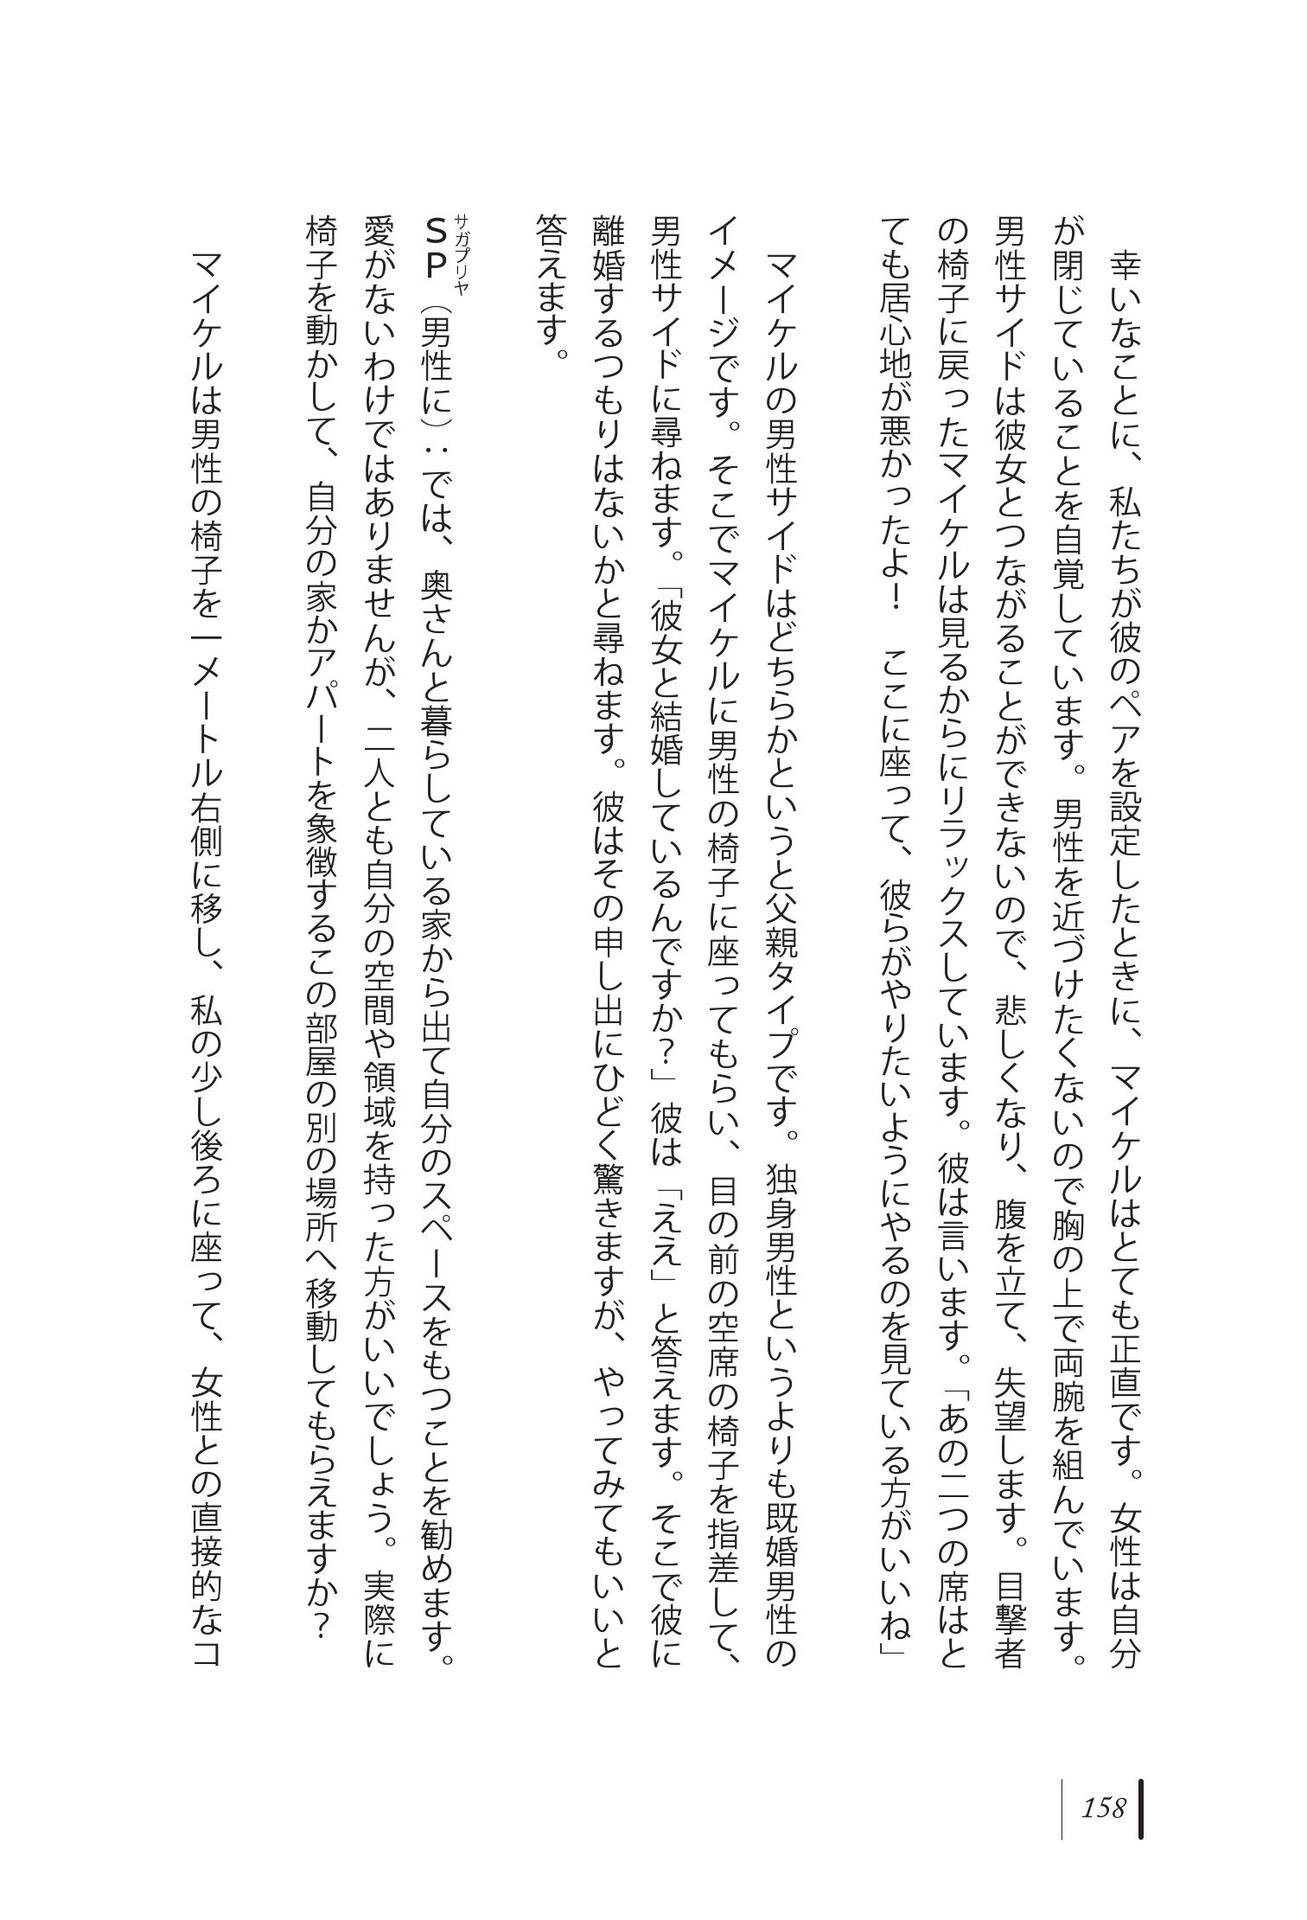 幸いなことに、私たちが彼のペアを設定したときに、マイケルはとても正直です。女性は自分
が閉じていることを自覚しています。男性を近づけたくないので胸の上で両腕を組んでいます。
男性サイドは彼女とつながることができないので、悲しくなり、腹を立て、失望します。目撃者
の椅子に戻ったマイケルは見るからにリラックスしています。彼は言います。「あの二つの席はと
ても居心地が悪かったよ！　ここに座って、彼らがやりたいようにやるのを見ている方がいいね」
マイケルの男性サイドはどちらかというと父親タイプです。独身男性というよりも既婚男性の
イメージです。そこでマイケルに男性の椅子に座ってもらい、目の前の空席の椅子を指差して、
男性サイドに尋ねます。「彼女と結婚しているんですか？」彼は「ええ」と答えます。そこで彼に
離婚するつもりはないかと尋ねます。彼はその申し出にひどく驚きますが、やってみてもいいと
答えます。
サガプリヤ
ＳＰ（男性に）：では、奥さんと暮らしている家から出て自分のスペースをもつことを勧めます。
愛がないわけではありませんが、二人とも自分の空間や領域を持った方がいいでしょう。実際に
椅子を動かして、自分の家かアパートを象徴するこの部屋の別の場所へ移動してもらえますか？
マイケルは男性の椅子を一メートル右側に移し、私の少し後ろに座って、女性との直接的なコ
158